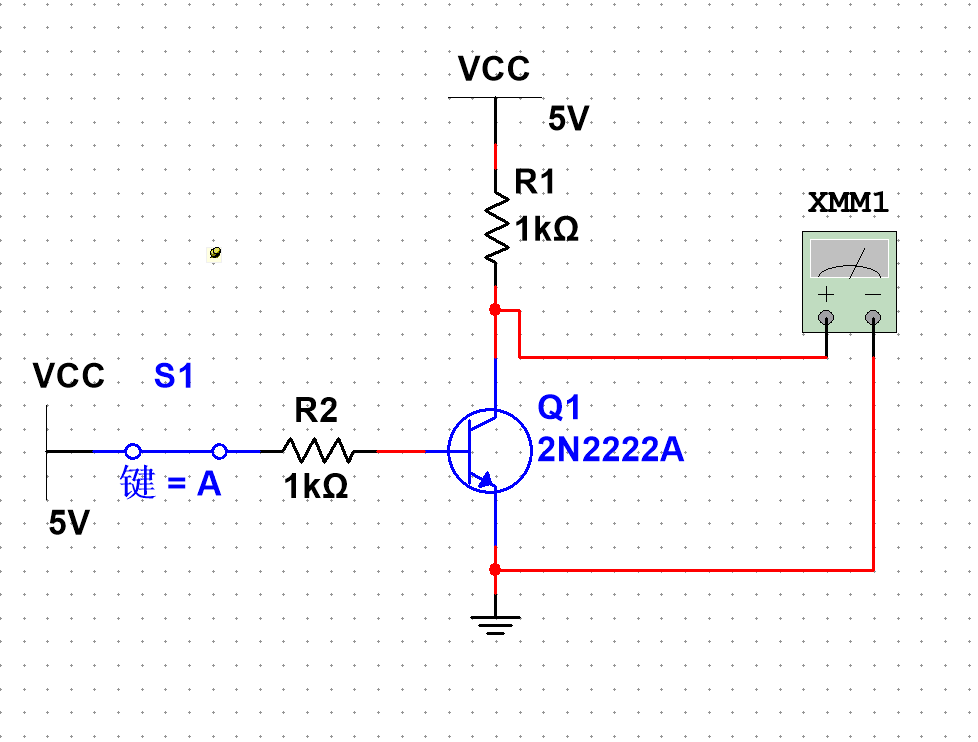 VCC
5V
R1
1kΩ
XMM1
VCC
S1
R2
Q1
2N2222A
键 = A
1kΩ
5V